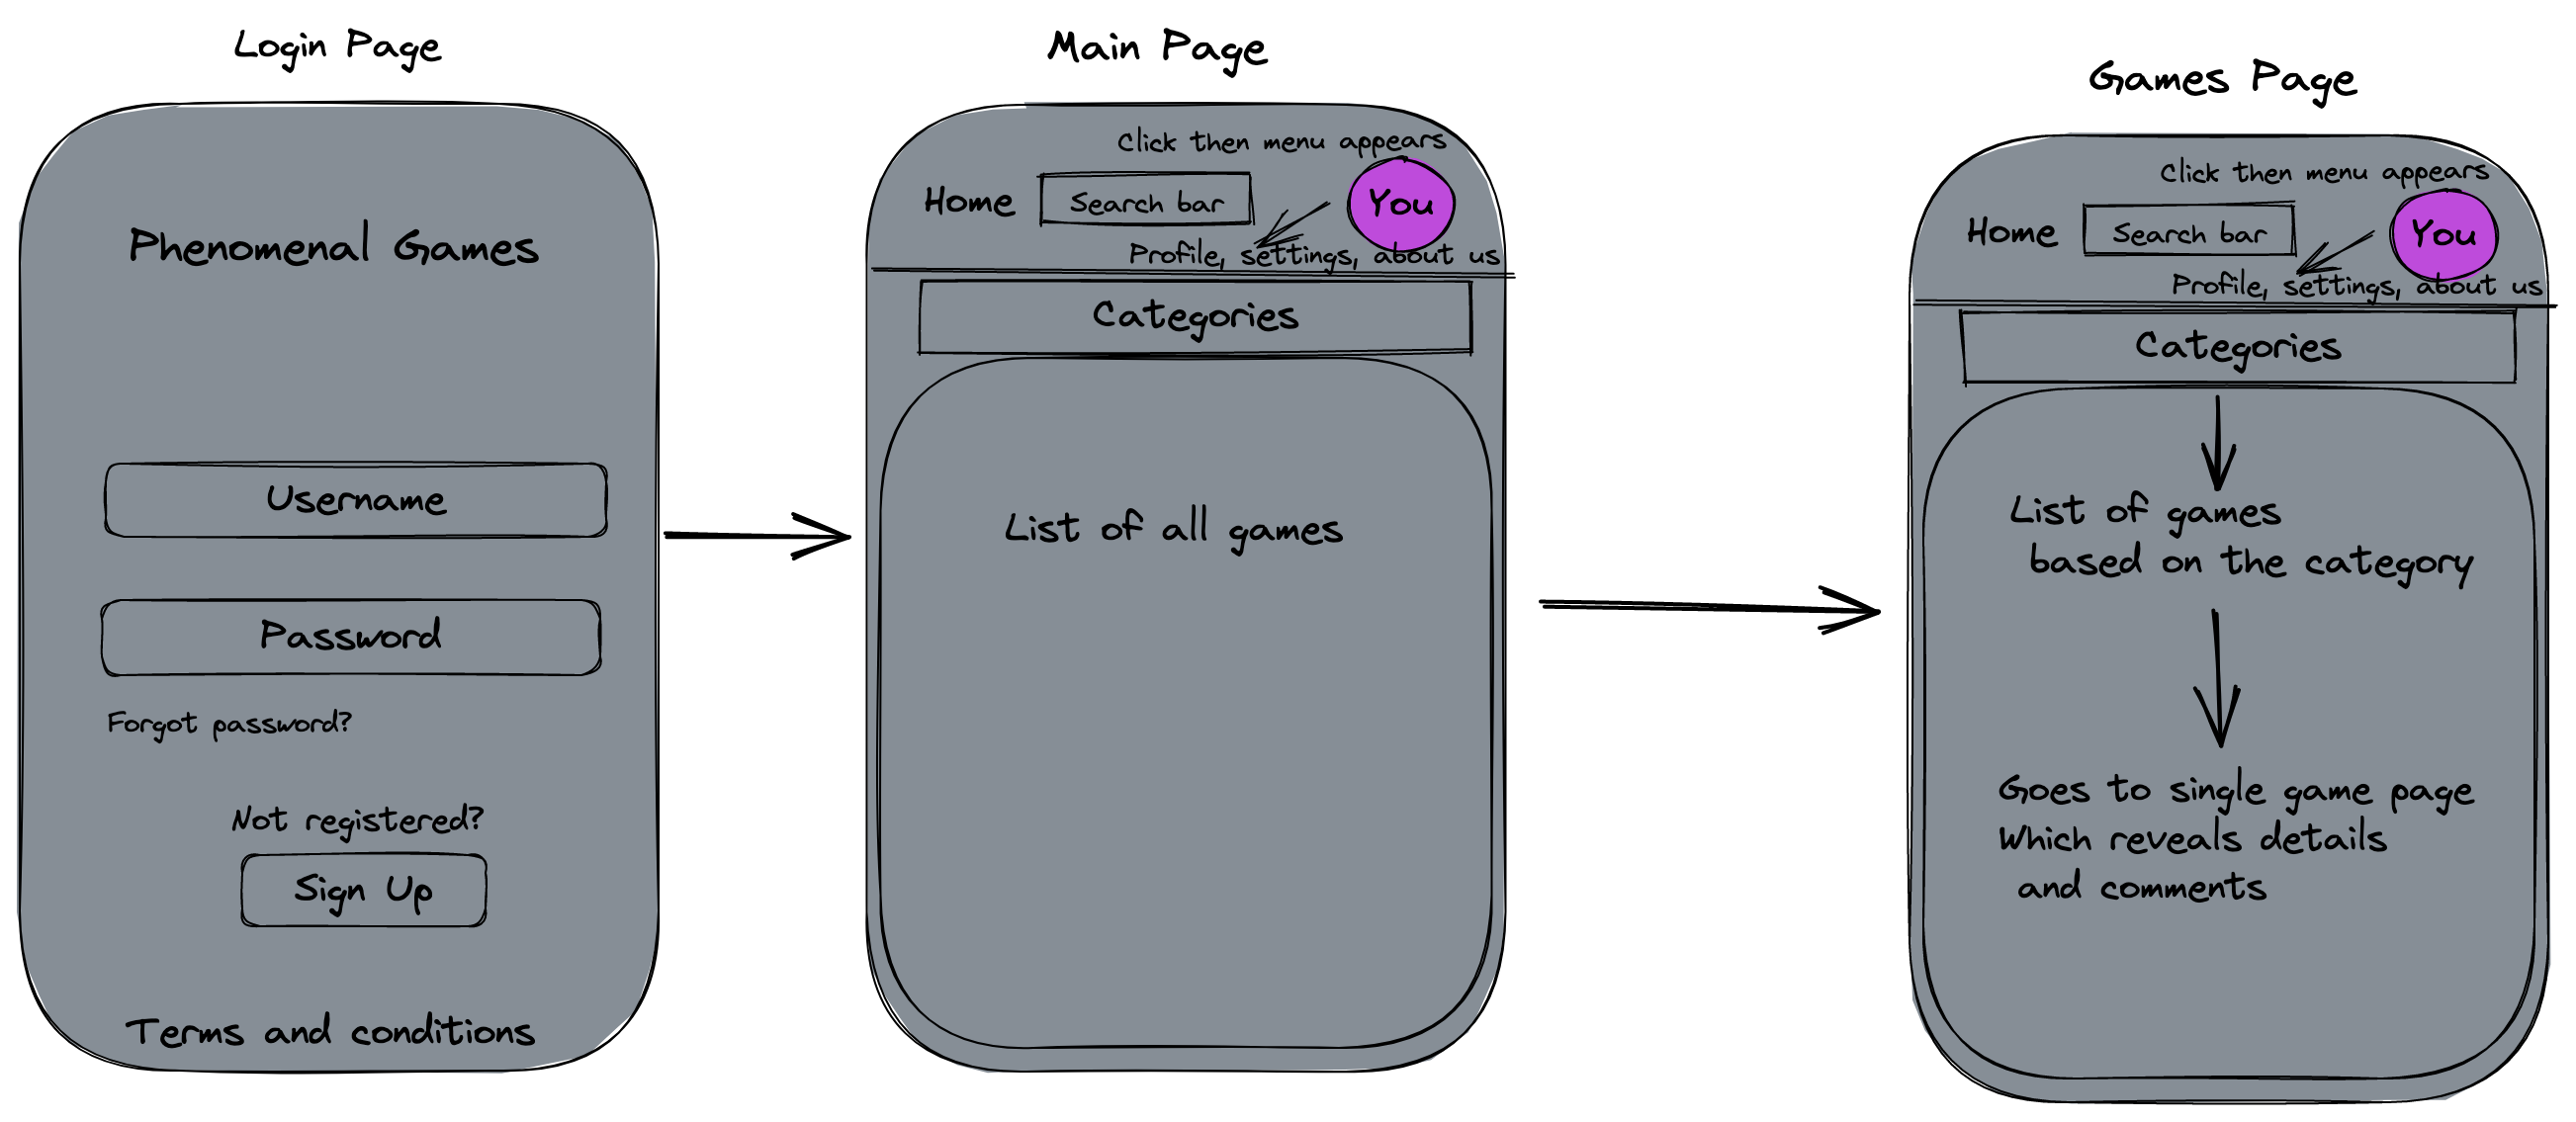 Login Page
Phenomenal Games
Username
Password
Forgot password?
Not registered?
Sign Up
Terms and conditions
Main Page
Click then menu appears
Home
Search bar
You
Profile, settings, about us
Categories
List of all games
Games Page
Click then menu appears
Home
Search bar
You
Profile, settings, about us
Categories
List of games
based on the category
Goes to single game page
Which reveals details
and comments